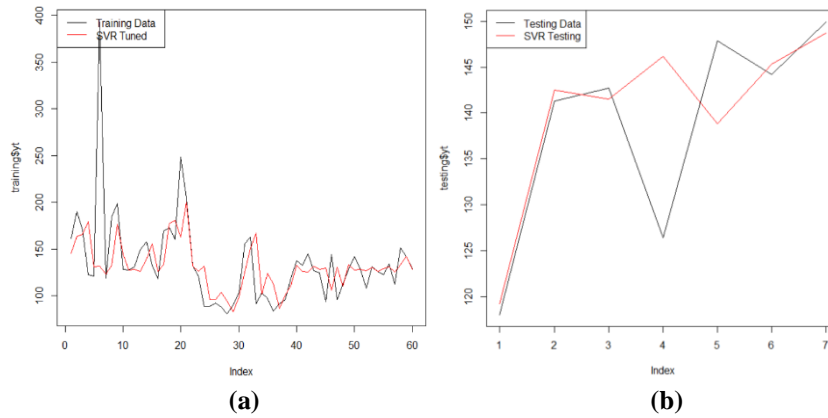 Training Data
SVR Tuned
training$yt
400
350
300
250
200
150
100
0
10
20
30
40
50
60
Index
(a)
Testing Data
SVR Testing
testing$yt
150
145
140
135
130
125
120
1
2
3
4
5
6
7
Index
(b)